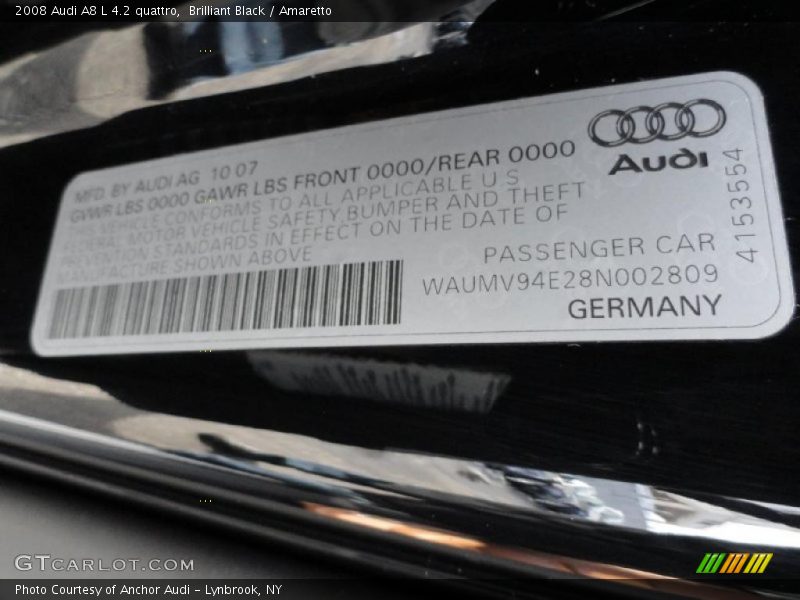 2008 Audi A8 L 4.2 quattro, Brilliant Black / Amaretto
MFD. BY AUDI AG 10 07
GVWR LBS 0000 GAWR LBS FRONT 0000/REAR 0000
THIS VEHICLE CONFORMS TO ALL APPLICABLE U S
FEDERAL MOTOR VEHICLE SAFETY, BUMPER AND THEFT
PREVENTION STANDARDS IN EFFECT ON THE DATE OF
MANUFACTURE SHOWN ABOVE
Audi
4153554
PASSENGER CAR
WAUMV94E28N002809
GERMANY
GTCARLOT.COM
Photo Courtesy of Anchor Audi – Lynbrook, NY